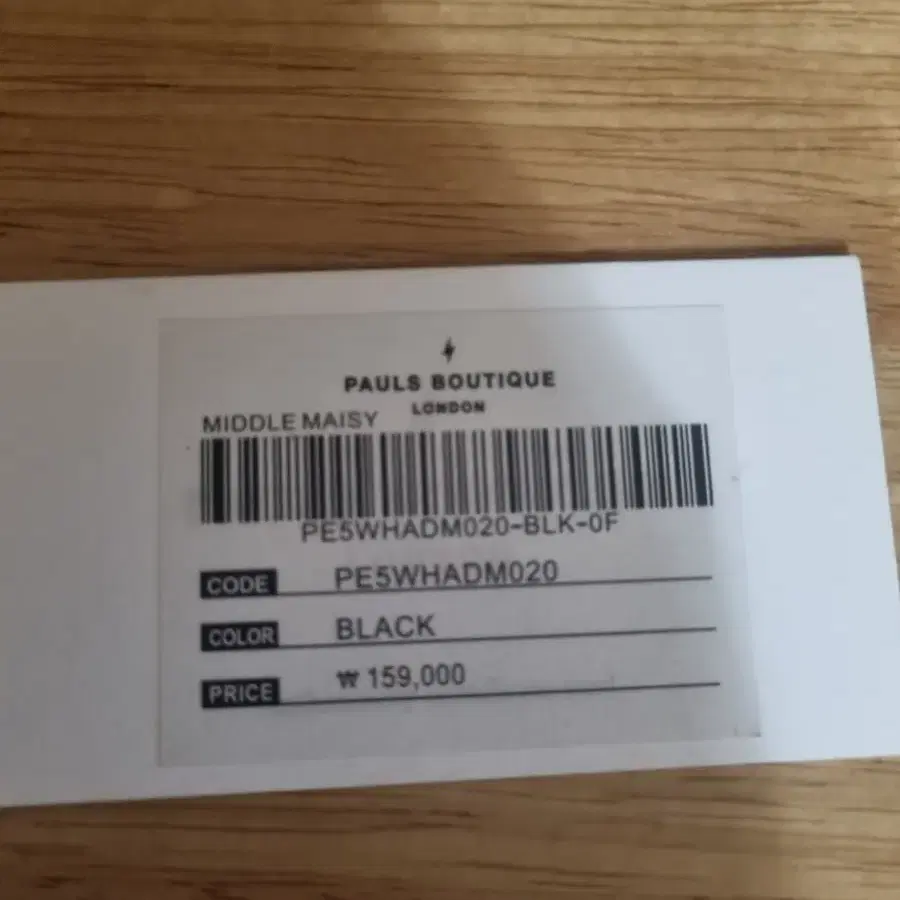 PAULS BOUTIQUE
LONDON
MIDDLE MAISY
PE5WHADM020-BLK-0F
CODE PE5WHADM020
COLOR BLACK
PRICE ₩ 159,000